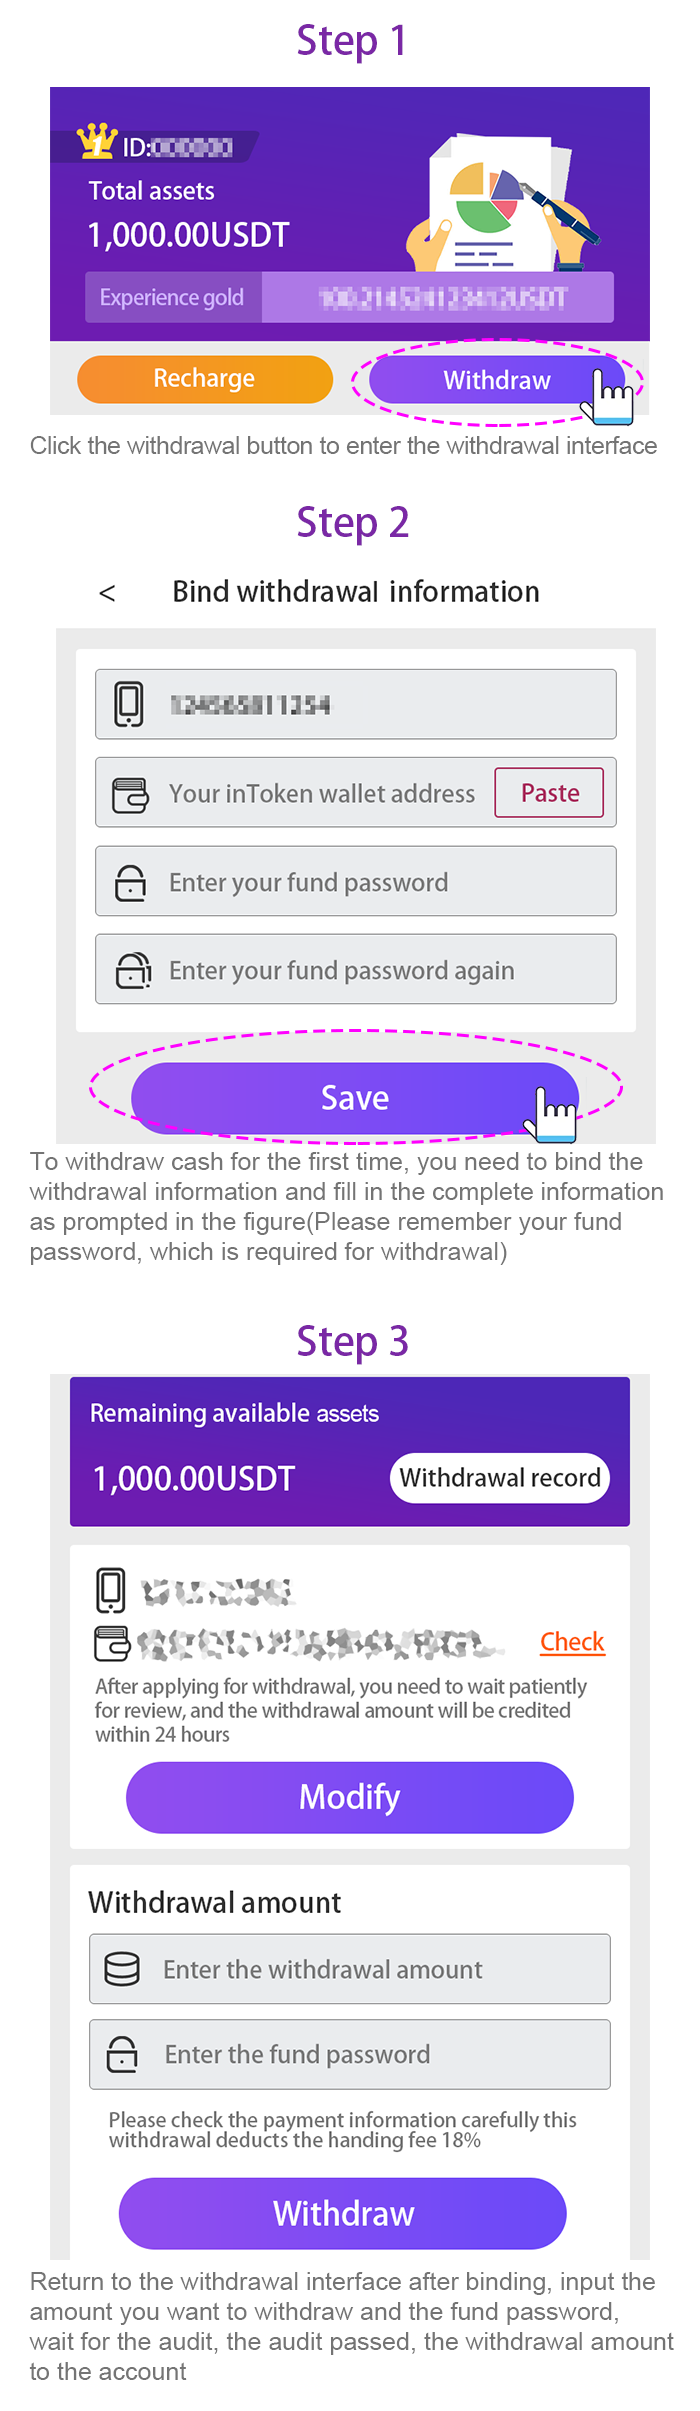 Step 1
1
ID:
Total assets
1,000.00USDT
Experience gold
Recharge
Withdraw
Click the withdrawal button to enter the withdrawal interface
Step 2
< Bind withdrawal information
Your inToken wallet address
Paste
Enter your fund password
Enter your fund password again
Save
To withdraw cash for the first time, you need to bind the
withdrawal information and fill in the complete information
as prompted in the figure(Please remember your fund
password, which is required for withdrawal)
Step 3
Remaining available assets
1,000.00USDT
Withdrawal record
Check
After applying for withdrawal, you need to wait patiently
for review, and the withdrawal amount will be credited
within 24 hours
Modify
Withdrawal amount
Enter the withdrawal amount
Enter the fund password
Please check the payment information carefully this
withdrawal deducts the handing fee 18%
Withdraw
Return to the withdrawal interface after binding, input the
amount you want to withdraw and the fund password,
wait for the audit, the audit passed, the withdrawal amount
to the account